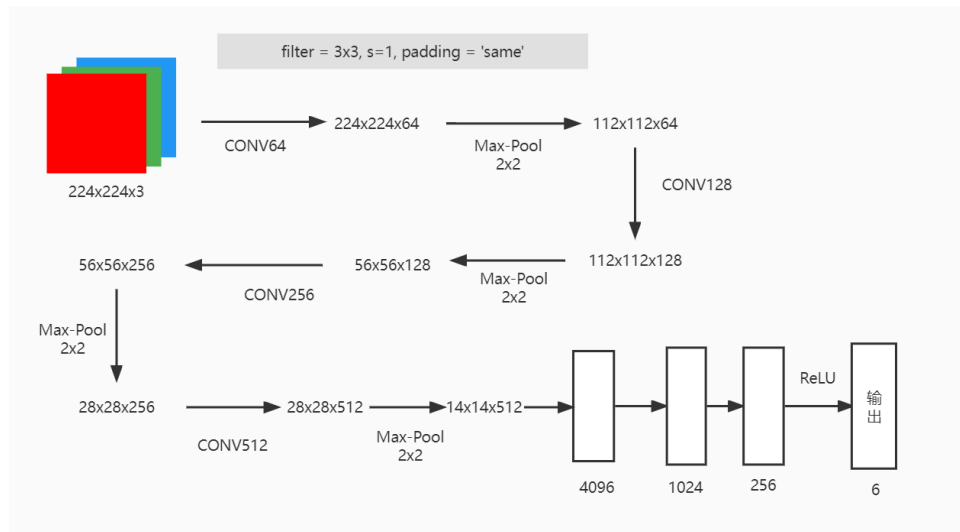 filter = 3x3, s=1, padding = 'same'
224x224x3
CONV64
224x224x64
Max-Pool
2x2
112x112x64
CONV128
112x112x128
Max-Pool
2x2
56x56x128
CONV256
56x56x256
Max-Pool
2x2
28x28x256
CONV512
28x28x512
Max-Pool
2x2
14x14x512
4096
1024
256
ReLU
输
出
6